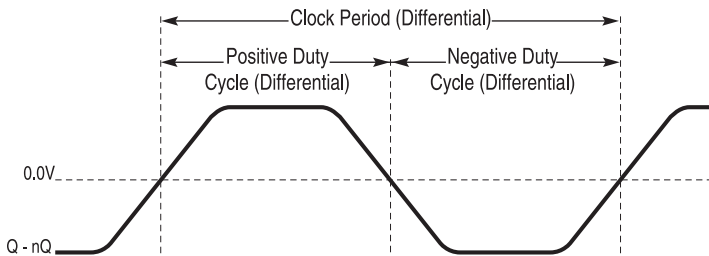 Clock Period (Differential)
Positive Duty
Cycle (Differential)
Negative Duty
Cycle (Differential)
0.0V
Q - nQ